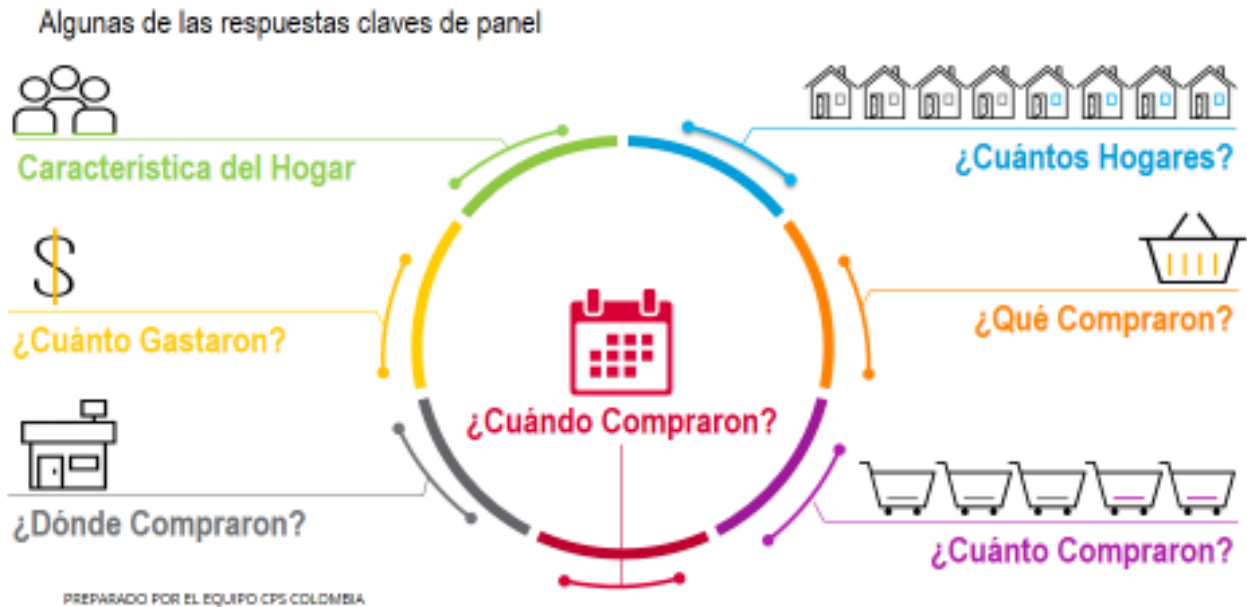 Algunas de las respuestas claves de panel
Característica del Hogar
¿Cuántos Hogares?
¿Cuánto Gastaron?
¿Qué Compraron?
¿Cuándo Compraron?
¿Dónde Compraron?
¿Cuánto Compraron?
PREPARADO POR EL EQUIPO CPS COLOMBIA